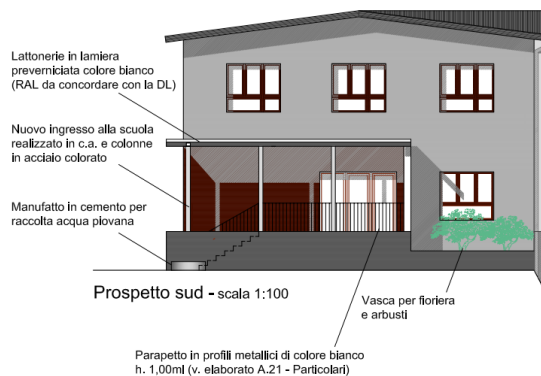 Lattonerie in lamiera
preverniciata colore bianco
(RAL da concordare con la DL)
Nuovo ingresso alla scuola
realizzato in c.a. e colonne
in acciaio colorato
Manufatto in cemento per
raccolta acqua piovana
Prospetto sud - scala 1:100
Vasca per fioriera
e arbusti
Parapetto in profili metallici di colore bianco
h. 1,00ml (v. elaborato A.21 - Particolari)